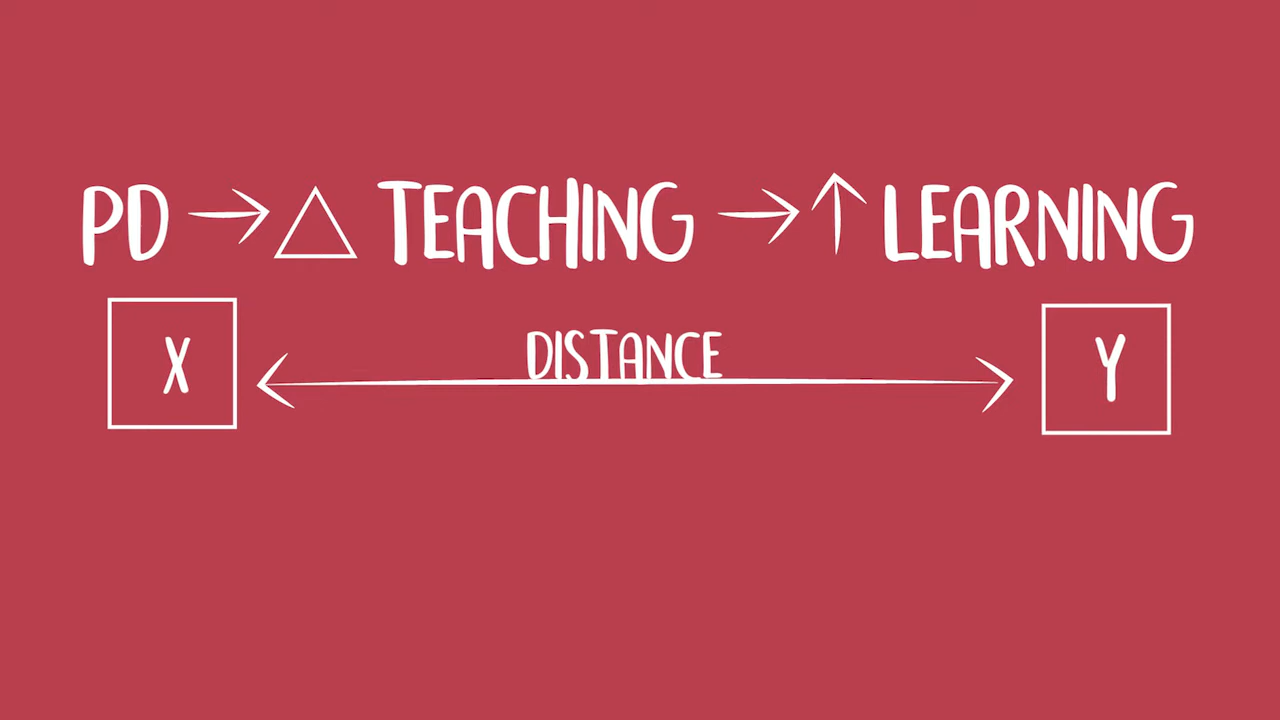 PD → △ TEACHING → ↑ LEARNING
X DISTANCE Y